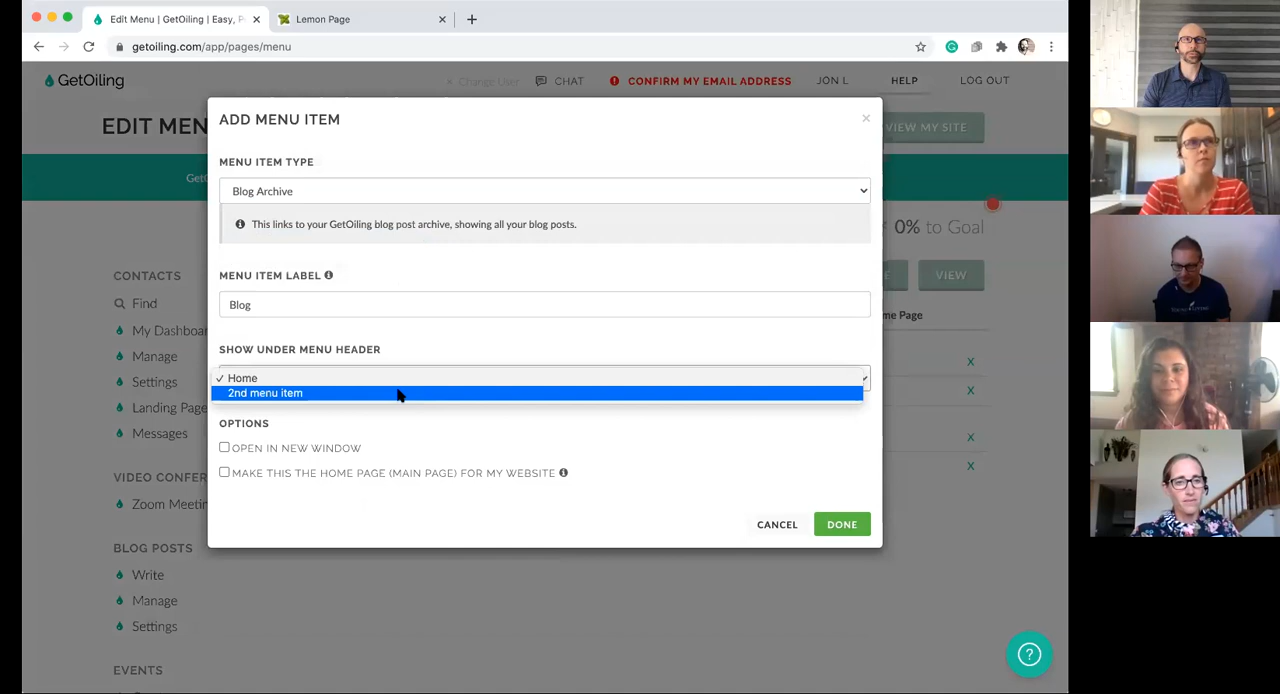 Edit Menu | GetOiling | Easy, P
Lemon Page
getoiling.com/app/pages/menu
GetOiling
Change User
CHAT
CONFIRM MY EMAIL ADDRESS
JON L
HELP
LOG OUT
EDIT MEN
VIEW MY SITE
GetO
0% to Goal
VIEW
me Page
X
X
X
X
CONTACTS
Find
My Dashboa
Manage
Settings
Landing Page
Messages
VIDEO CONFER
Zoom Meetin
BLOG POSTS
Write
Manage
Settings
EVENTS
ADD MENU ITEM
×
MENU ITEM TYPE
Blog Archive
This links to your GetOiling blog post archive, showing all your blog posts.
MENU ITEM LABEL
Blog
SHOW UNDER MENU HEADER
✓ Home
2nd menu item
OPTIONS
OPEN IN NEW WINDOW
MAKE THIS THE HOME PAGE (MAIN PAGE) FOR MY WEBSITE
CANCEL
DONE
?